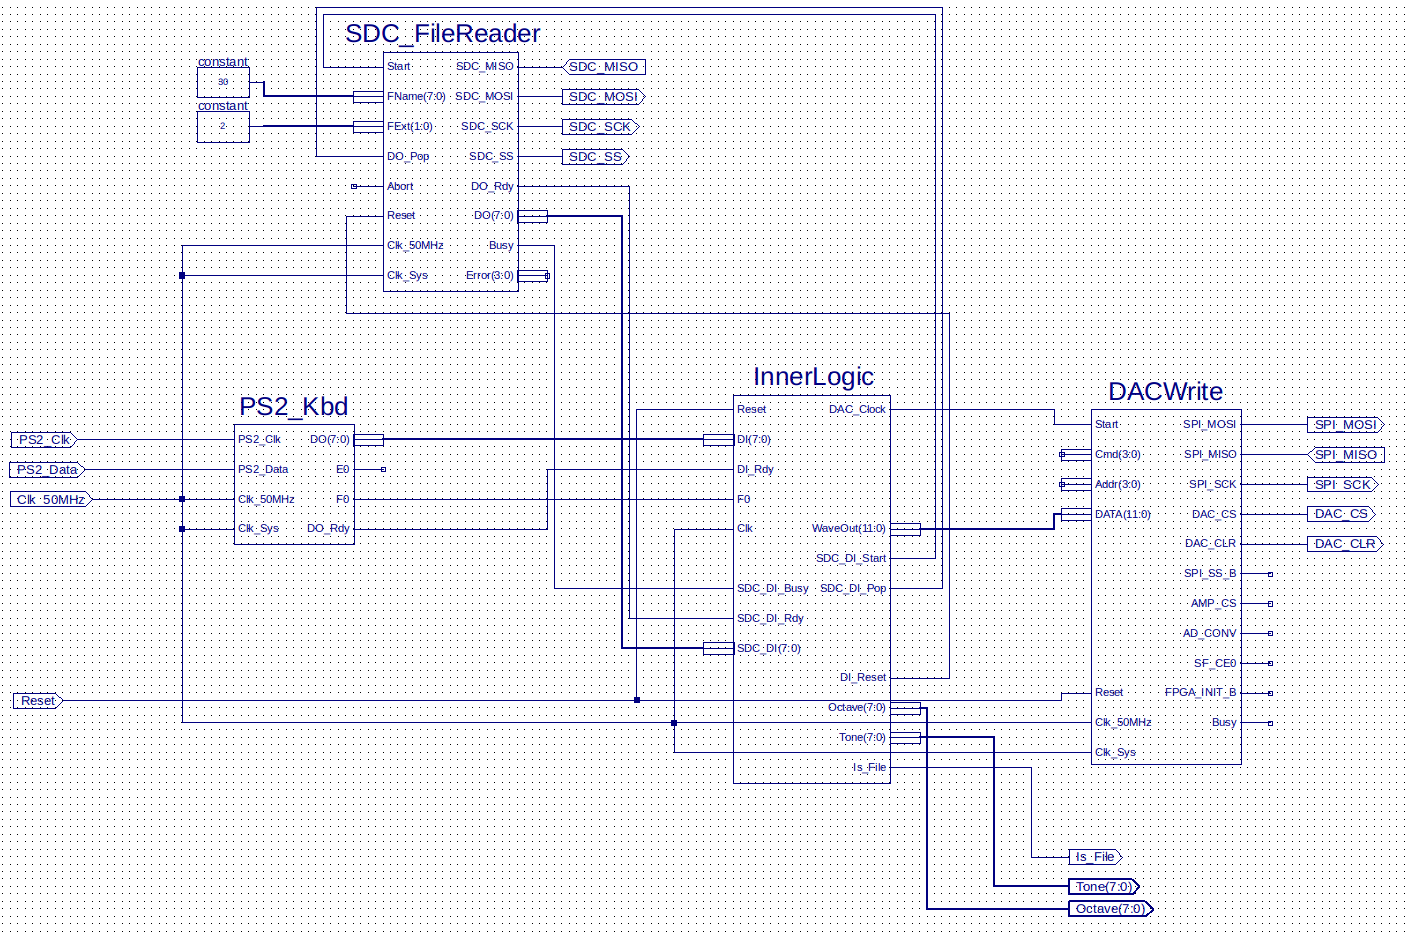 SDC_FileReader
constant
30
constant
2
Start
FName(7:0)
FExt(1:0)
DO_Pop
Abort
Reset
Clk_50MHz
Clk_Sys
SDC_MISO
SDC_MOSI
SDC_SCK
SDC_SS
DO_Rdy
DO(7:0)
Busy
Error(3:0)
SDC_MISO
SDC_MOSI
SDC_SCK
SDC_SS
PS2_Kbd
PS2_Clk
PS2_Data
Clk_50MHz
PS2_Clk
PS2_Data
Clk_50MHz
Clk_Sys
DO(7:0)
E0
F0
DO_Rdy
Reset
InnerLogic
Reset
DI(7:0)
DI_Rdy
F0
Clk
SDC_DI_Busy
SDC_DI_Rdy
SDC_DI(7:0)
DAC_Clock
WaveOut(11:0)
SDC_DI_Start
SDC_DI_Pop
DI_Reset
Octave(7:0)
Tone(7:0)
Is_File
DACWrite
Start
Cmd(3:0)
Addr(3:0)
DATA(11:0)
Reset
Clk_50MHz
Clk_Sys
SPI_MOSI
SPI_MISO
SPI_SCK
DAC_CS
DAC_CLR
SPI_SS_B
AMP_CS
AD_CONV
SF_CE0
FPGA_INIT_B
Busy
SPI_MOSI
SPI_MISO
SPI_SCK
DAC_CS
DAC_CLR
Is_File
Tone(7:0)
Octave(7:0)